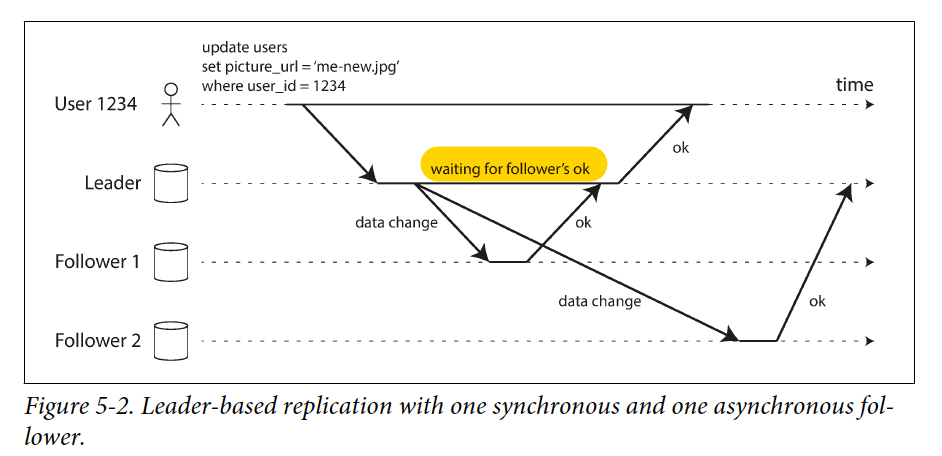 update users
set picture_url = ‘me-new.jpg’
where user_id = 1234
User 1234
time
ok
waiting for follower’s ok
Leader
data change
ok
Follower 1
data change
ok
Follower 2
Figure 5-2. Leader-based replication with one synchronous and one asynchronous fol-
lower.